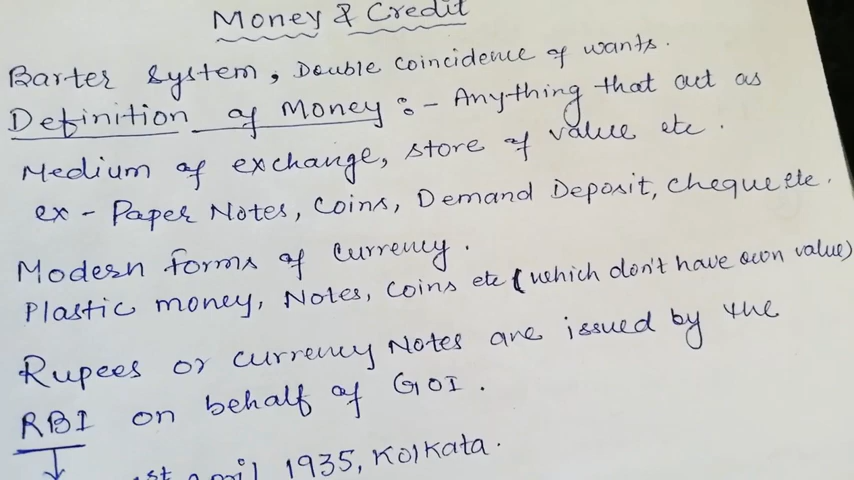 Money & Credit
Barter System, Double coincidence of wants.
Definition of Money :- Anything that act as
Medium of exchange, store of value etc.
ex - Paper Notes, Coins, Demand Deposit, cheque etc.
Modern forms of currency.
Plastic money, Notes, Coins etc (which don't have own value)
Rupees or currency Notes are issued by the
RBI on behalf of GOI.
1st April 1935, Kolkata.